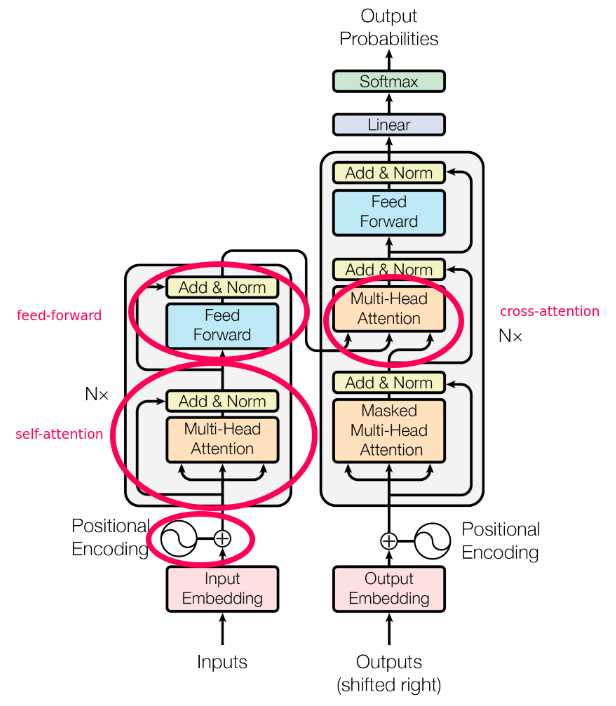 Output
Probabilities
Softmax
Linear
Add & Norm
Feed
Forward
Add & Norm
Multi-Head
Attention
cross-attention
N×
Add & Norm
Masked
Multi-Head
Attention
Add & Norm
Feed
Forward
feed-forward
N×
Add & Norm
Multi-Head
Attention
self-attention
Positional
Encoding
Positional
Encoding
Input
Embedding
Output
Embedding
Inputs
Outputs
(shifted right)